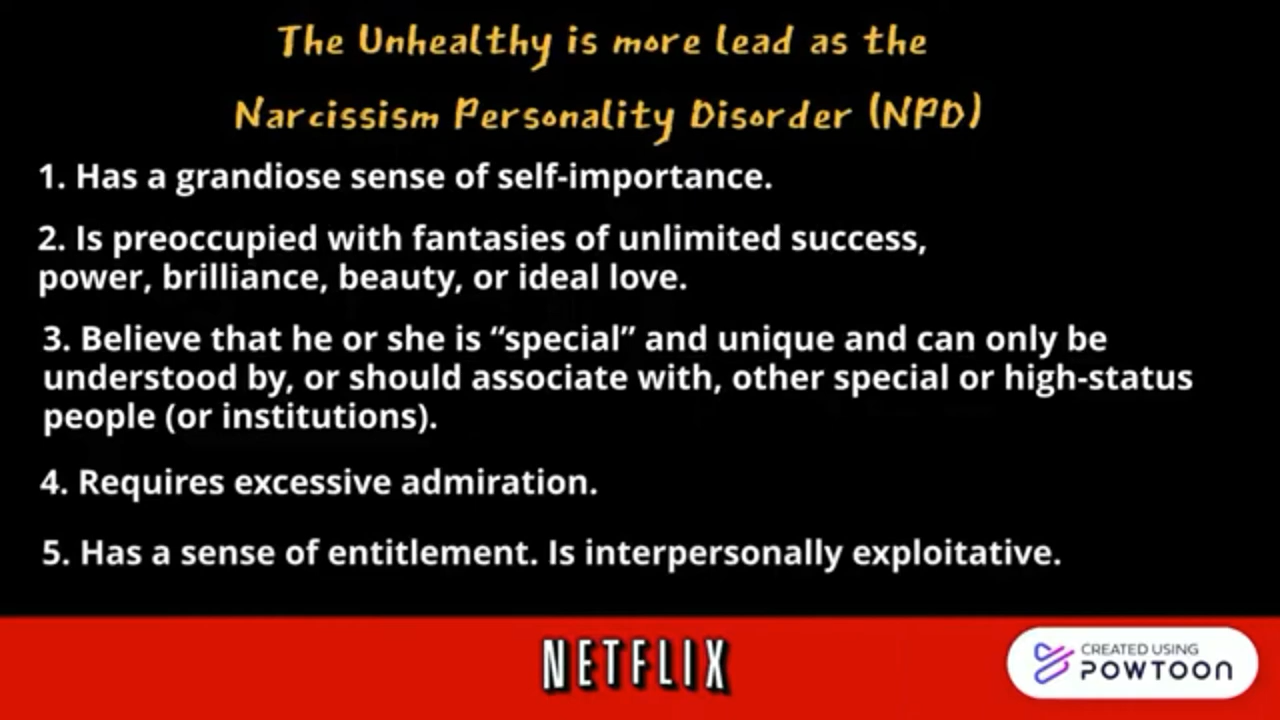 The Unhealthy is more lead as the
Narcissism Personality Disorder (NPD)
1. Has a grandiose sense of self-importance.
2. Is preoccupied with fantasies of unlimited success,
power, brilliance, beauty, or ideal love.
3. Believe that he or she is “special” and unique and can only be
understood by, or should associate with, other special or high-status
people (or institutions).
4. Requires excessive admiration.
5. Has a sense of entitlement. Is interpersonally exploitative.
NETFLIX
CREATED USING
POWTOON